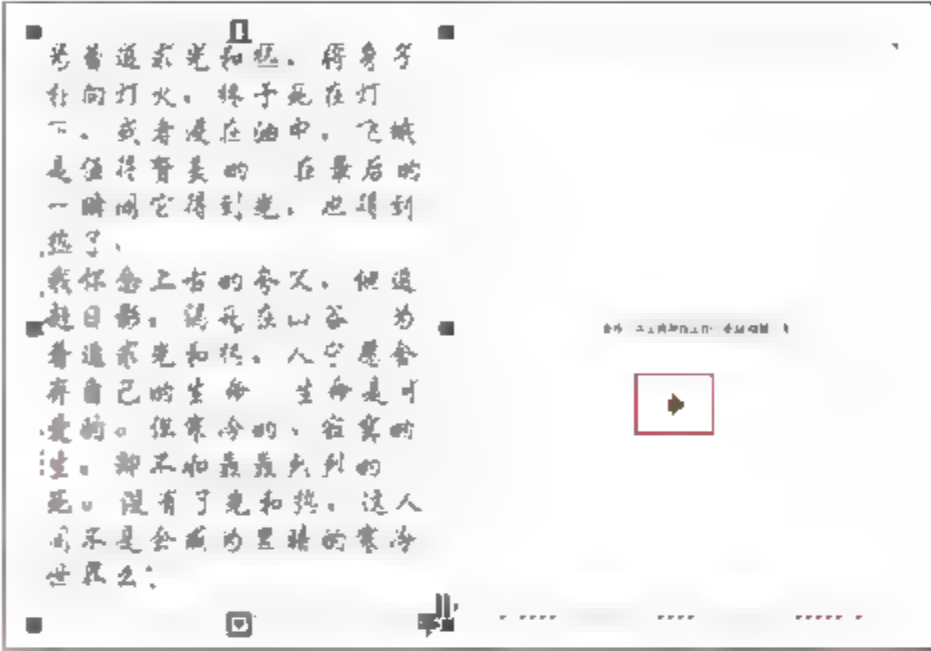 为着追求光和热，将身子
扑向灯火，终于死在灯
下，或者浸在油中，飞蛾
是值得赞美的 在最后的
一瞬间它得到光，也得到
热了，
我怀念上古的夸父，他追
赶日影，渴死在山谷 为
着追求光和热，人宁愿舍
弃自己的生命 生命是可
爱的。但寒冷的、寂寞的
生，却不如轰轰烈烈的
死。没有了光和热，这人
间不是会成为黑暗的寒冷
世界么？